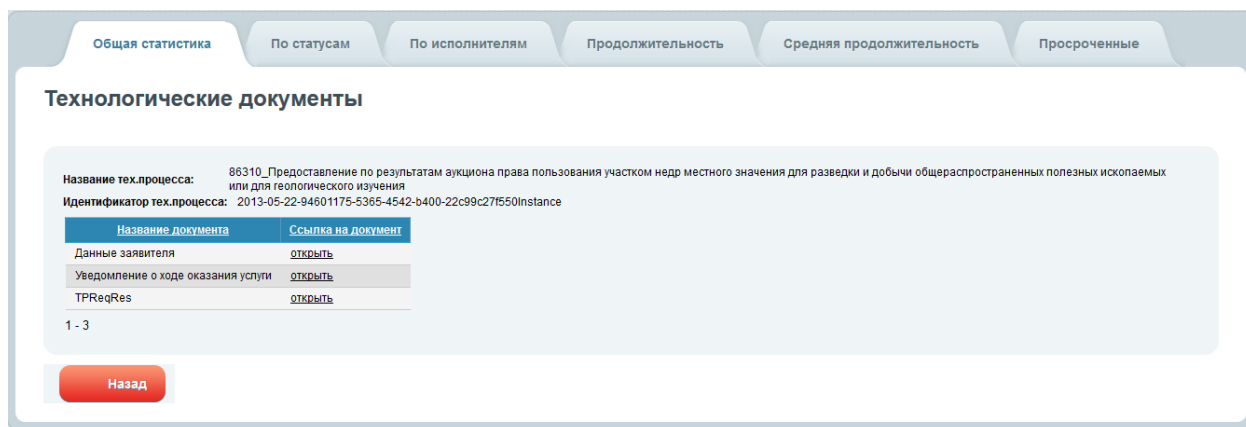 Общая статистика По статусам По исполнителям Продолжительность Средняя продолжительность Просроченные
Технологические документы
Название тех.процесса: 86310_Предоставление по результатам аукциона права пользования участком недр местного значения для разведки и добычи общераспространенных полезных ископаемых
или для геологического изучения
Идентификатор тех.процесса: 2013-05-22-94601175-5365-4542-b400-22c99c27f550Instance
Название документа Ссылка на документ
Данные заявителя открыть
Уведомление о ходе оказания услуги открыть
TPReqRes открыть
1 - 3
Назад